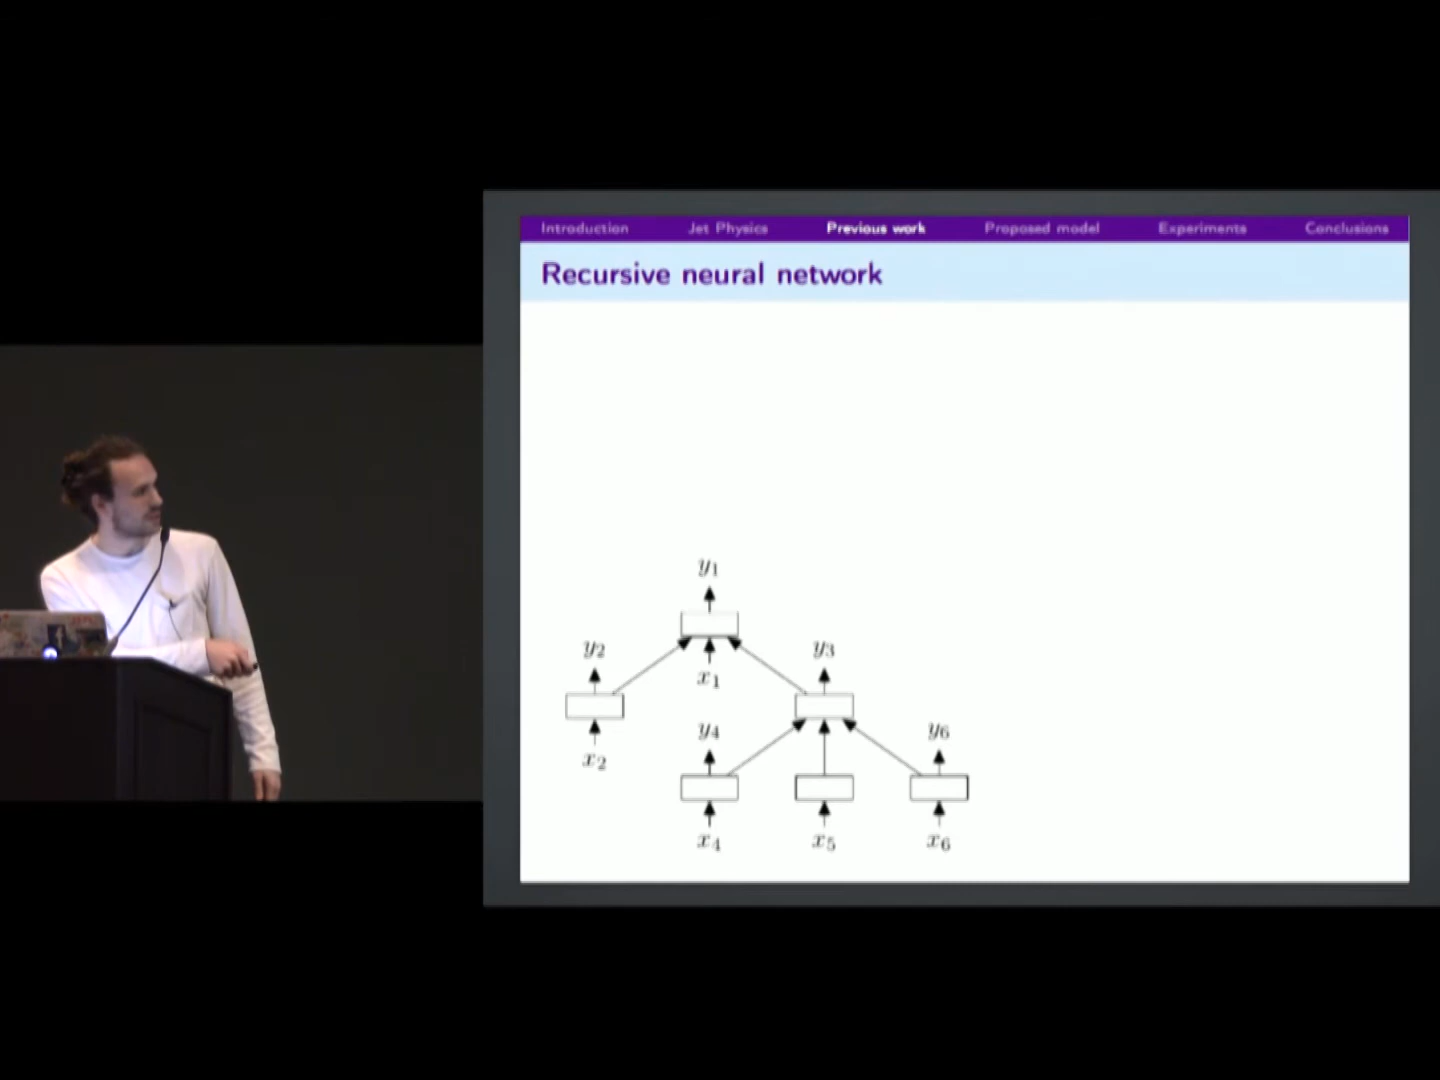 Introduction Jet Physics Previous work Proposed model Experiments Conclusions
Recursive neural network
y1
y2 x1 y3
x2 y4 y6
x4 x5 x6